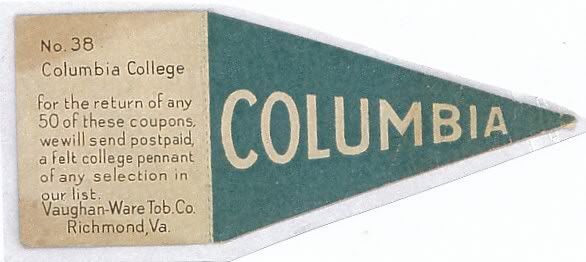 No. 38
Columbia College
for the return of any
50 of these coupons,
we will send postpaid,
a felt college pennant
of any selection in
our list.
Vaughan-Ware Tob. Co.
Richmond, Va.
COLUMBIA